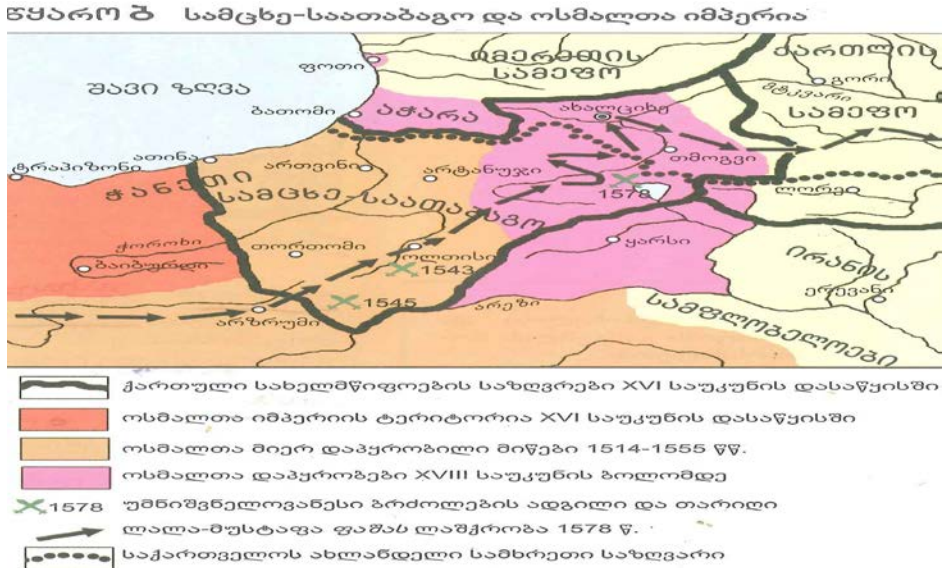 წყარო ბ სამცხე-საათაბაგო და ოსმალთა იმპერია
შავი ზღვა
ფოთი
იმერეთის
სამეფო
ქართლის
სამეფო
გორი
მტკვარი
ბათომი
აჭარა
ახალციხე
თმოგვი
ტრაპიზონი
ათინა
ართვინი
არტანუჯი
1578
ლორე
ჭანეთი
სამცხე-საათაბაგო
ჭოროხი
ბაიბურდი
თორთომი
ოლთისი
1543
ყარსი
ირანის
სამფლობელოები
ერევანი
1545
არეზი
არზრუმი
ქართული სახელმწიფოების საზღვრები XVI საუკუნის დასაწყისში
ოსმალთა იმპერიის ტერიტორია XVI საუკუნის დასაწყისში
ოსმალთა მიერ დაპყრობილი მიწები 1514-1555 წწ.
ოსმალთა დაპყრობები XVIII საუკუნის ბოლომდე
1578 უმნიშვნელოვანესი ბრძოლების ადგილი და თარიღი
ლალა-მუსტაფა ფაშას ლაშქრობა 1578 წ.
საქართველოს ახლანდელი სამხრეთი საზღვარი